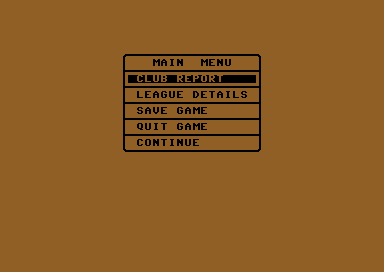 MAIN MENU
CLUB REPORT
LEAGUE DETAILS
SAVE GAME
QUIT GAME
CONTINUE